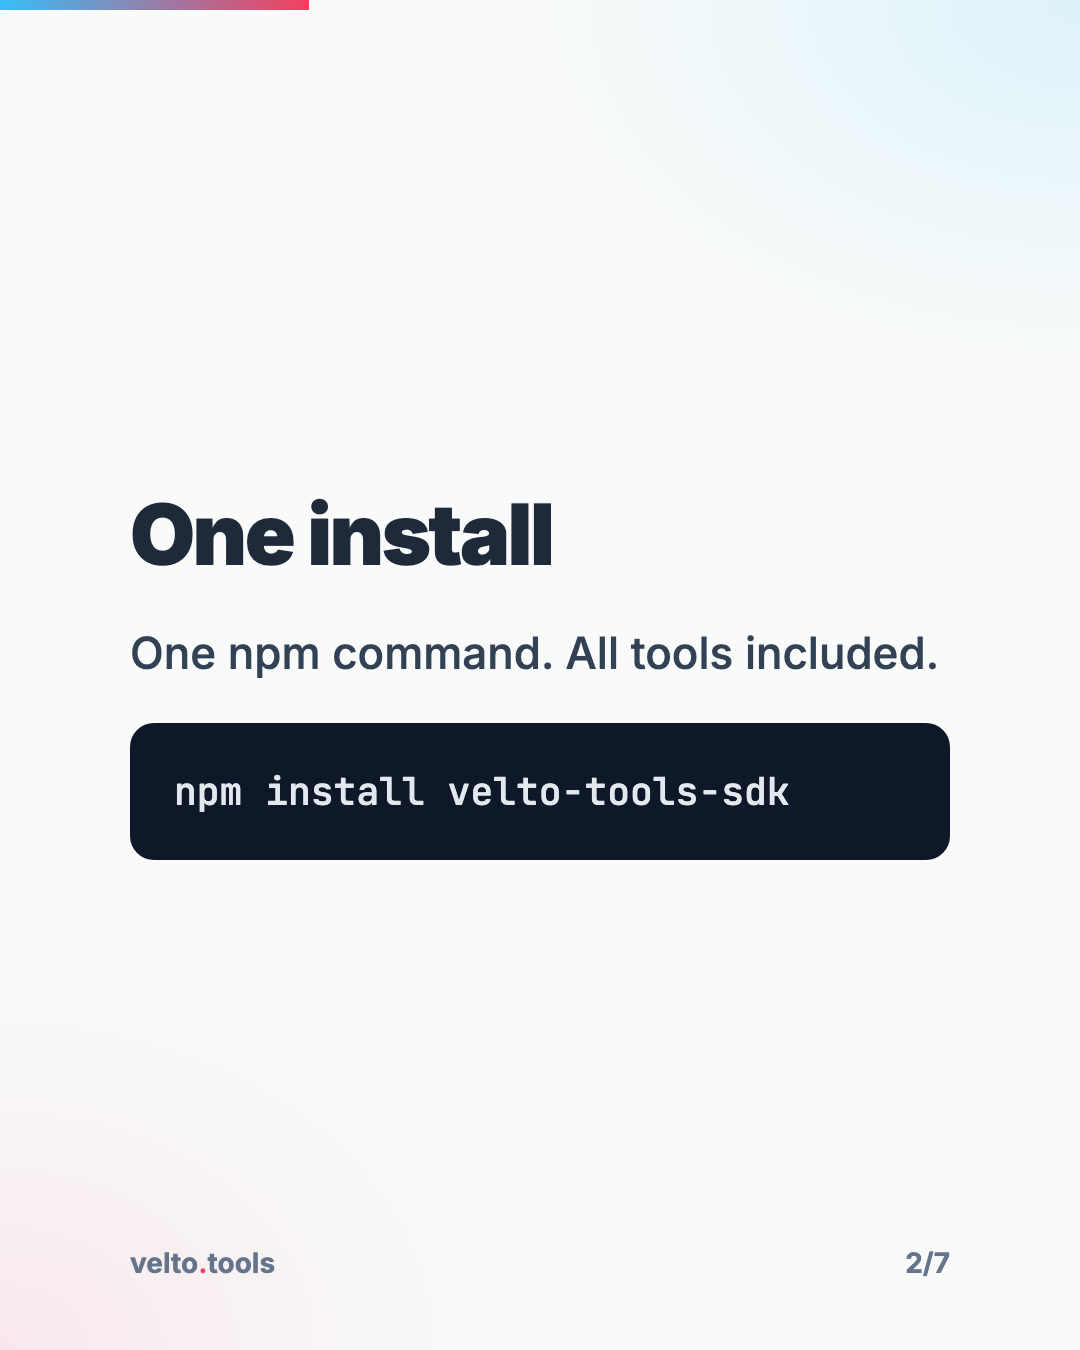 One install
One npm command. All tools included.
npm install velto-tools-sdk
velto.tools
2/7